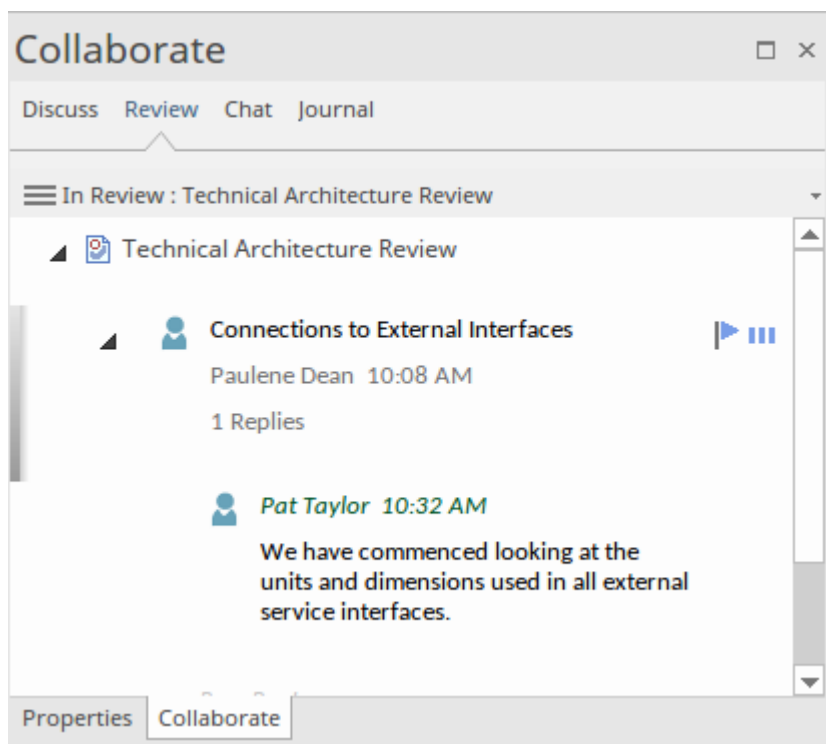 Collaborate
Discuss Review Chat Journal
In Review : Technical Architecture Review
Technical Architecture Review
Connections to External Interfaces
Paulene Dean 10:08 AM
1 Replies
Pat Taylor 10:32 AM
We have commenced looking at the
units and dimensions used in all external
service interfaces.
Properties Collaborate